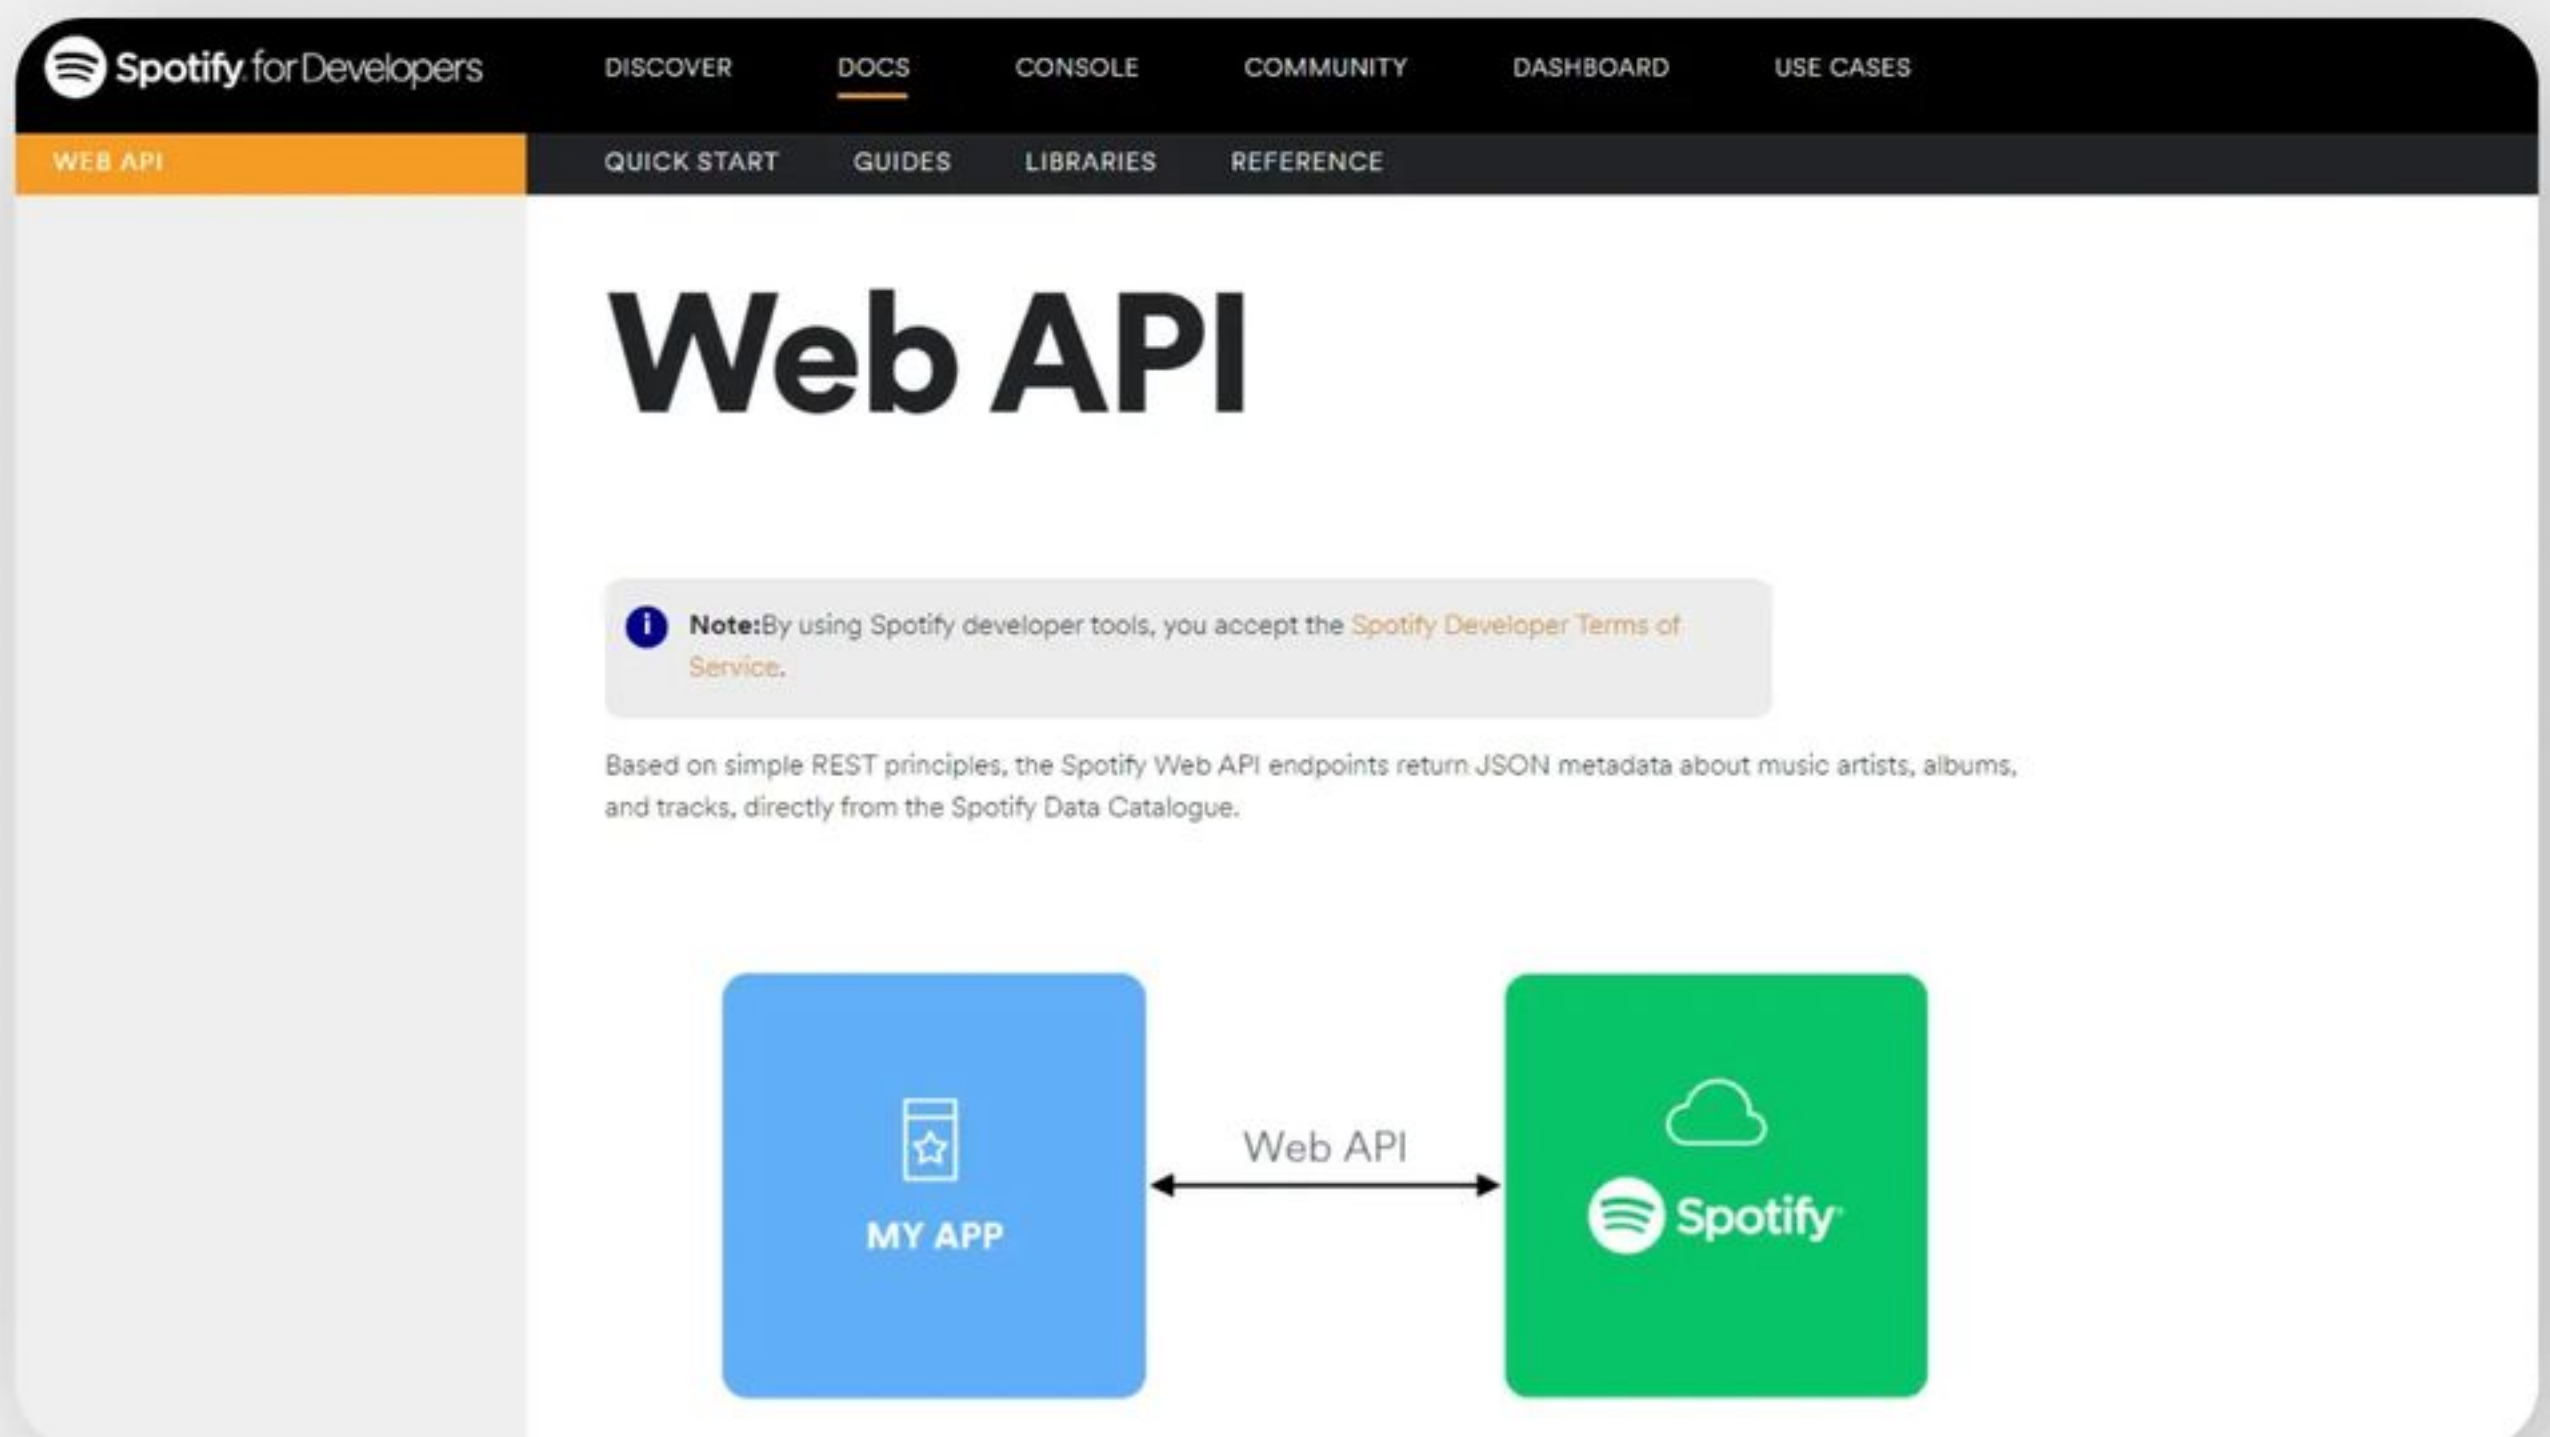 Spotify for Developers DISCOVER DOCS CONSOLE COMMUNITY DASHBOARD USE CASES
WEB API QUICK START GUIDES LIBRARIES REFERENCE
Web API
i Note:By using Spotify developer tools, you accept the Spotify Developer Terms of
Service.
Based on simple REST principles, the Spotify Web API endpoints return JSON metadata about music artists, albums,
and tracks, directly from the Spotify Data Catalogue.
MY APP
Web API
Spotify